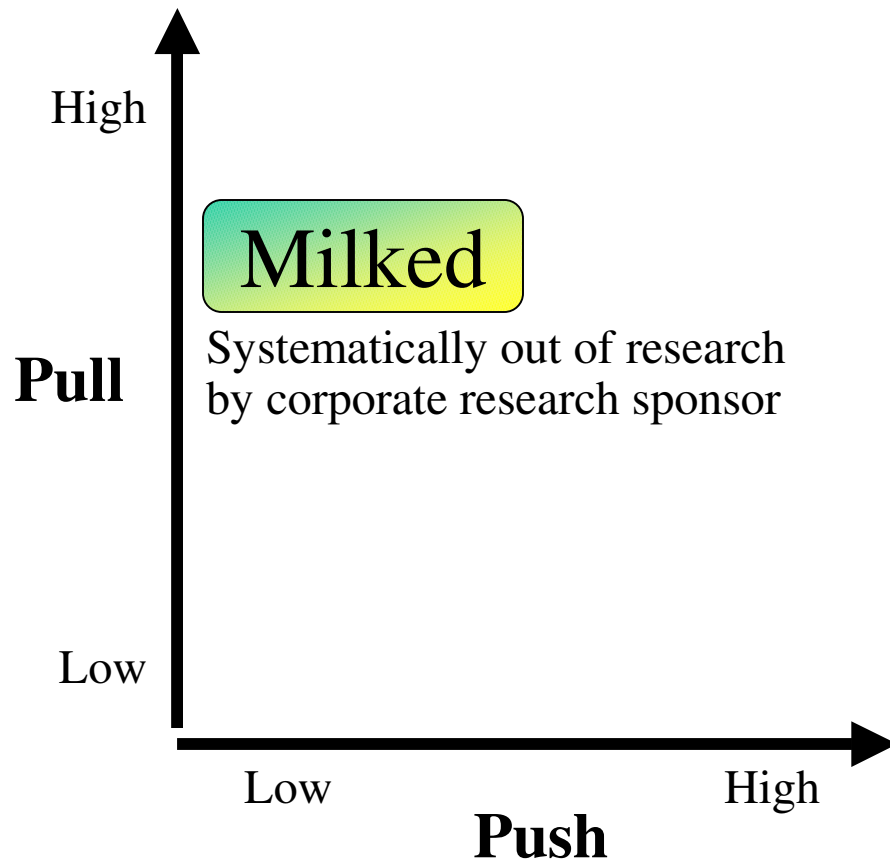 High
Milked
Systematically out of research
by corporate research sponsor
Pull
Low
Low High
Push